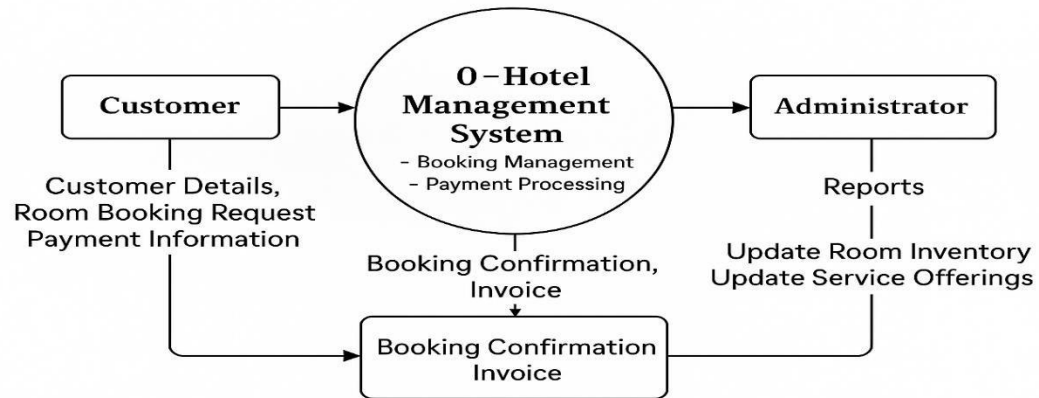 0-Hotel
Management
System
- Booking Management
- Payment Processing
Customer
Administrator
Customer Details,
Room Booking Request
Payment Information
Reports
Update Room Inventory
Update Service Offerings
Booking Confirmation,
Invoice
Booking Confirmation
Invoice